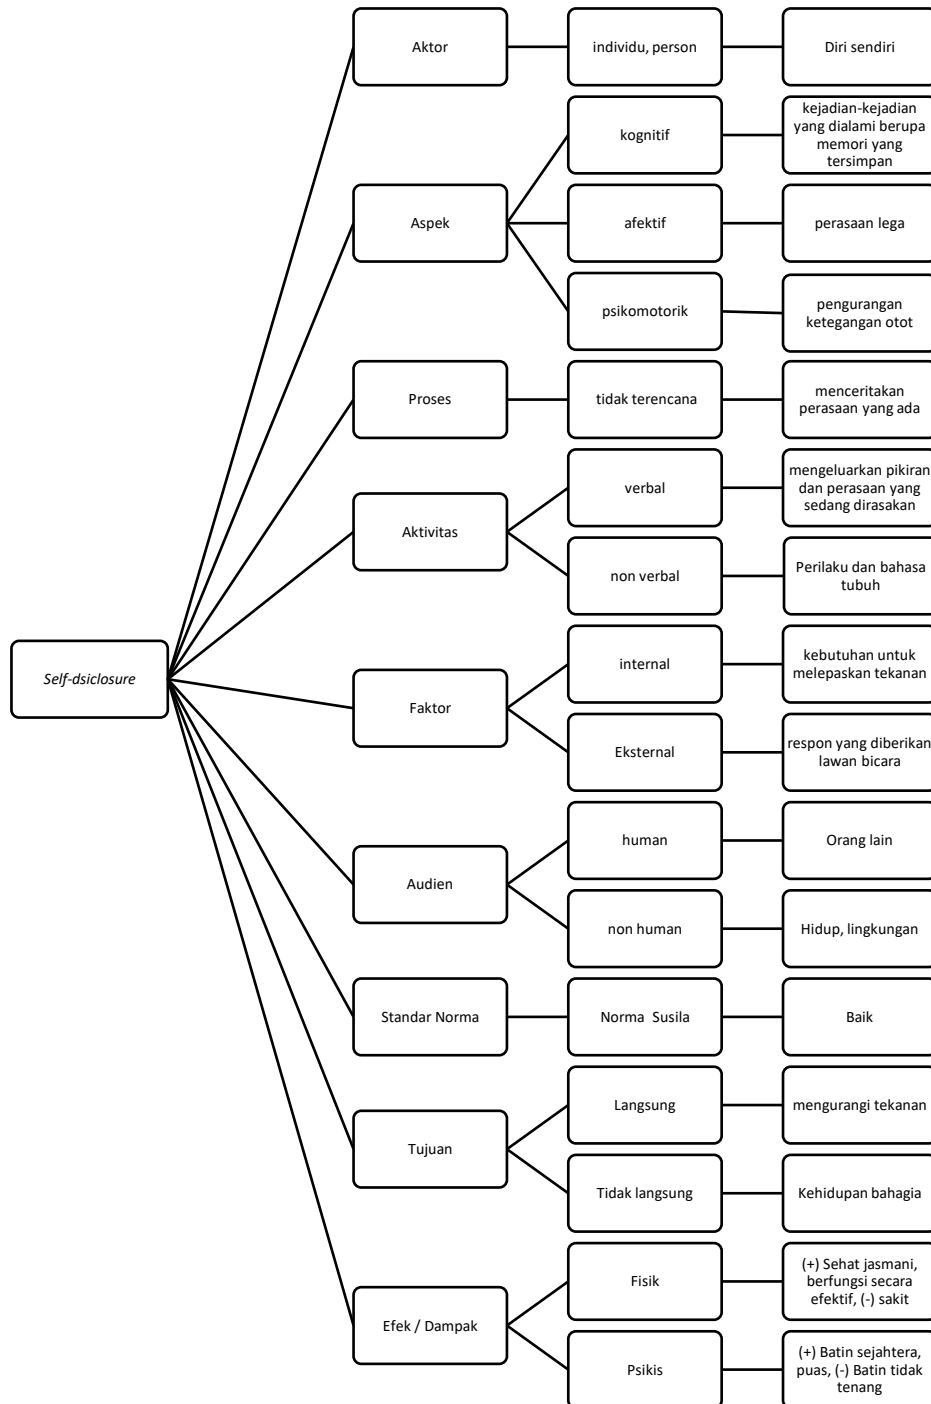 Aktor
individu, person
Diri sendiri
kejadian-kejadian
yang dialami berupa
memori yang
tersimpan
kognitif
Aspek
afektif
perasaan lega
psikomotorik
pengurangan
ketegangan otot
Proses
tidak terencana
menceritakan
perasaan yang ada
Aktivitas
verbal
mengeluarkan pikiran
dan perasaan yang
sedang dirasakan
non verbal
Perilaku dan bahasa
tubuh
Self-dsiclosure
Faktor
internal
kebutuhan untuk
melepaskan tekanan
Eksternal
respon yang diberikan
lawan bicara
Audien
human
Orang lain
non human
Hidup, lingkungan
Standar Norma
Norma  Susila
Baik
Tujuan
Langsung
mengurangi tekanan
Tidak langsung
Kehidupan bahagia
Efek / Dampak
Fisik
(+) Sehat jasmani,
berfungsi secara
efektif, (-) sakit
Psikis
(+) Batin sejahtera,
puas, (-) Batin tidak
tenang